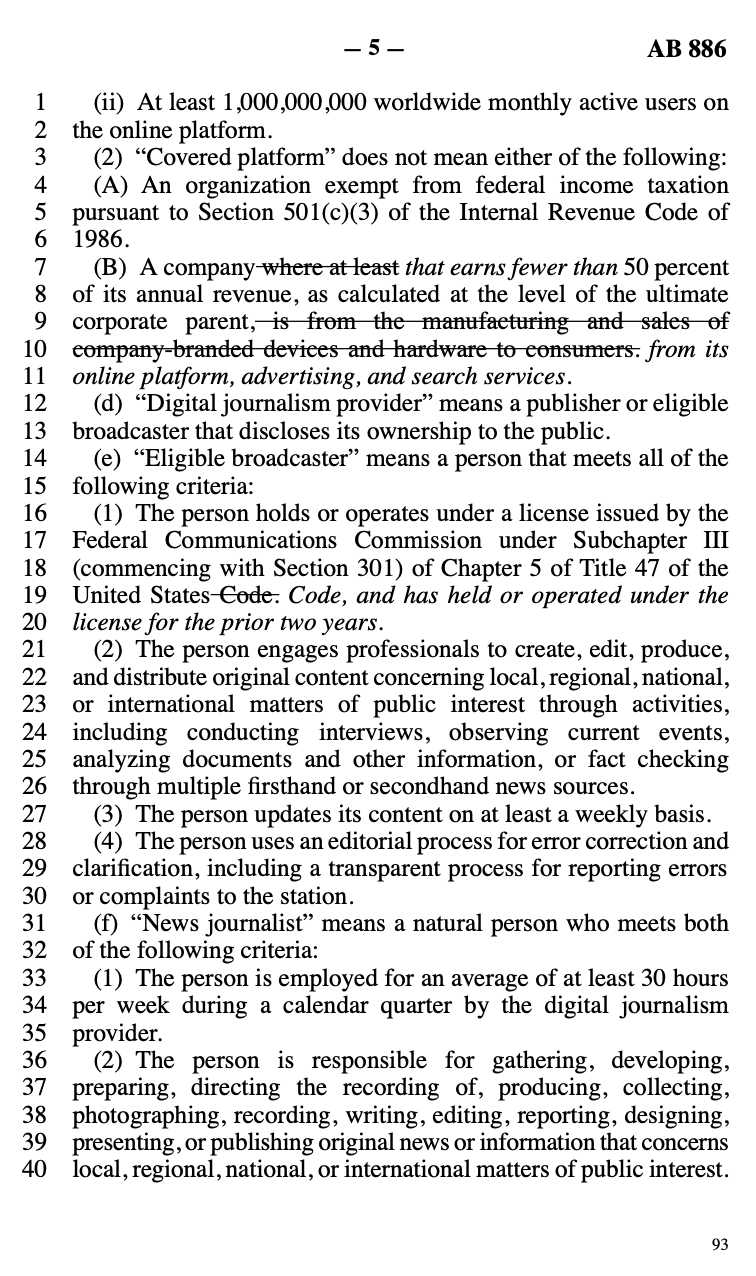 — 5 — AB 886
1 (ii) At least 1,000,000,000 worldwide monthly active users on
2 the online platform.
3 (2) “Covered platform” does not mean either of the following:
4 (A) An organization exempt from federal income taxation
5 pursuant to Section 501(c)(3) of the Internal Revenue Code of
6 1986.
7 (B) A company where at least that earns fewer than 50 percent
8 of its annual revenue, as calculated at the level of the ultimate
9 corporate parent, is from the manufacturing and sales of
10 company-branded devices and hardware to consumers. from its
11 online platform, advertising, and search services.
12 (d) “Digital journalism provider” means a publisher or eligible
13 broadcaster that discloses its ownership to the public.
14 (e) “Eligible broadcaster” means a person that meets all of the
15 following criteria:
16 (1) The person holds or operates under a license issued by the
17 Federal Communications Commission under Subchapter III
18 (commencing with Section 301) of Chapter 5 of Title 47 of the
19 United States Code. Code, and has held or operated under the
20 license for the prior two years.
21 (2) The person engages professionals to create, edit, produce,
22 and distribute original content concerning local, regional, national,
23 or international matters of public interest through activities,
24 including conducting interviews, observing current events,
25 analyzing documents and other information, or fact checking
26 through multiple firsthand or secondhand news sources.
27 (3) The person updates its content on at least a weekly basis.
28 (4) The person uses an editorial process for error correction and
29 clarification, including a transparent process for reporting errors
30 or complaints to the station.
31 (f) “News journalist” means a natural person who meets both
32 of the following criteria:
33 (1) The person is employed for an average of at least 30 hours
34 per week during a calendar quarter by the digital journalism
35 provider.
36 (2) The person is responsible for gathering, developing,
37 preparing, directing the recording of, producing, collecting,
38 photographing, recording, writing, editing, reporting, designing,
39 presenting, or publishing original news or information that concerns
40 local, regional, national, or international matters of public interest.
93